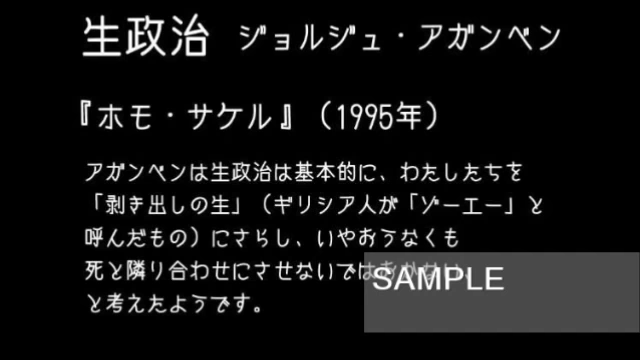 生政治 ジョルジュ・アガンベン
『ホモ・サケル』（1995年）
アガンベンは生政治は基本的に、わたしたちを
「剥き出しの生」（ギリシア人が「ゾーエー」と
呼んだもの）にさらし、いやおうなくも
死と隣り合わせにさせないではおかない、
と考えたようです。
SAMPLE